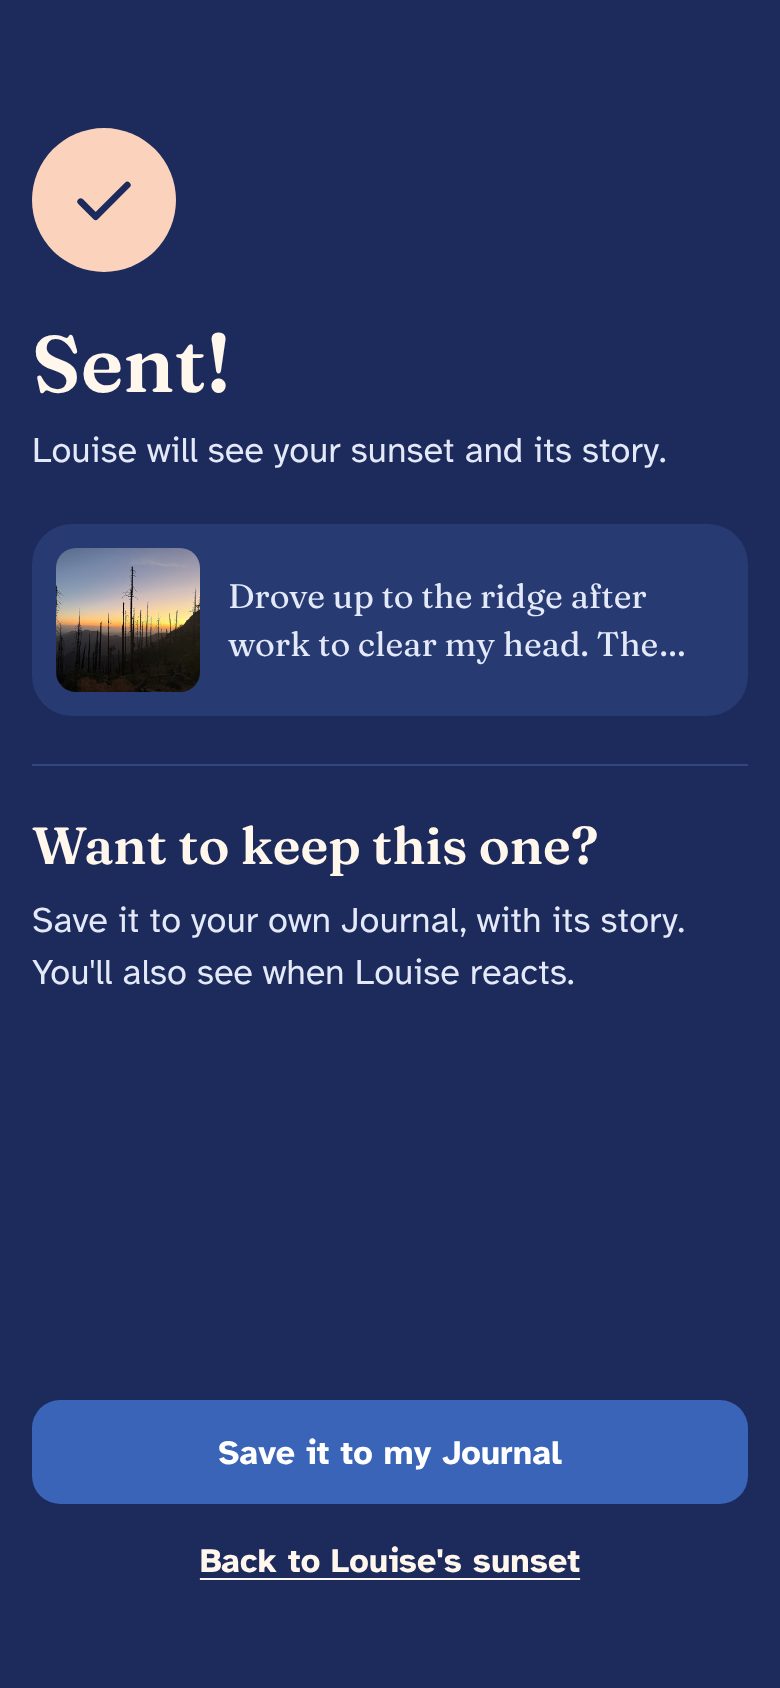 Sent!
Louise will see your sunset and its story.
Drove up to the ridge after
work to clear my head. The...
Want to keep this one?
Save it to your own Journal, with its story.
You'll also see when Louise reacts.
Save it to my Journal
Back to Louise's sunset